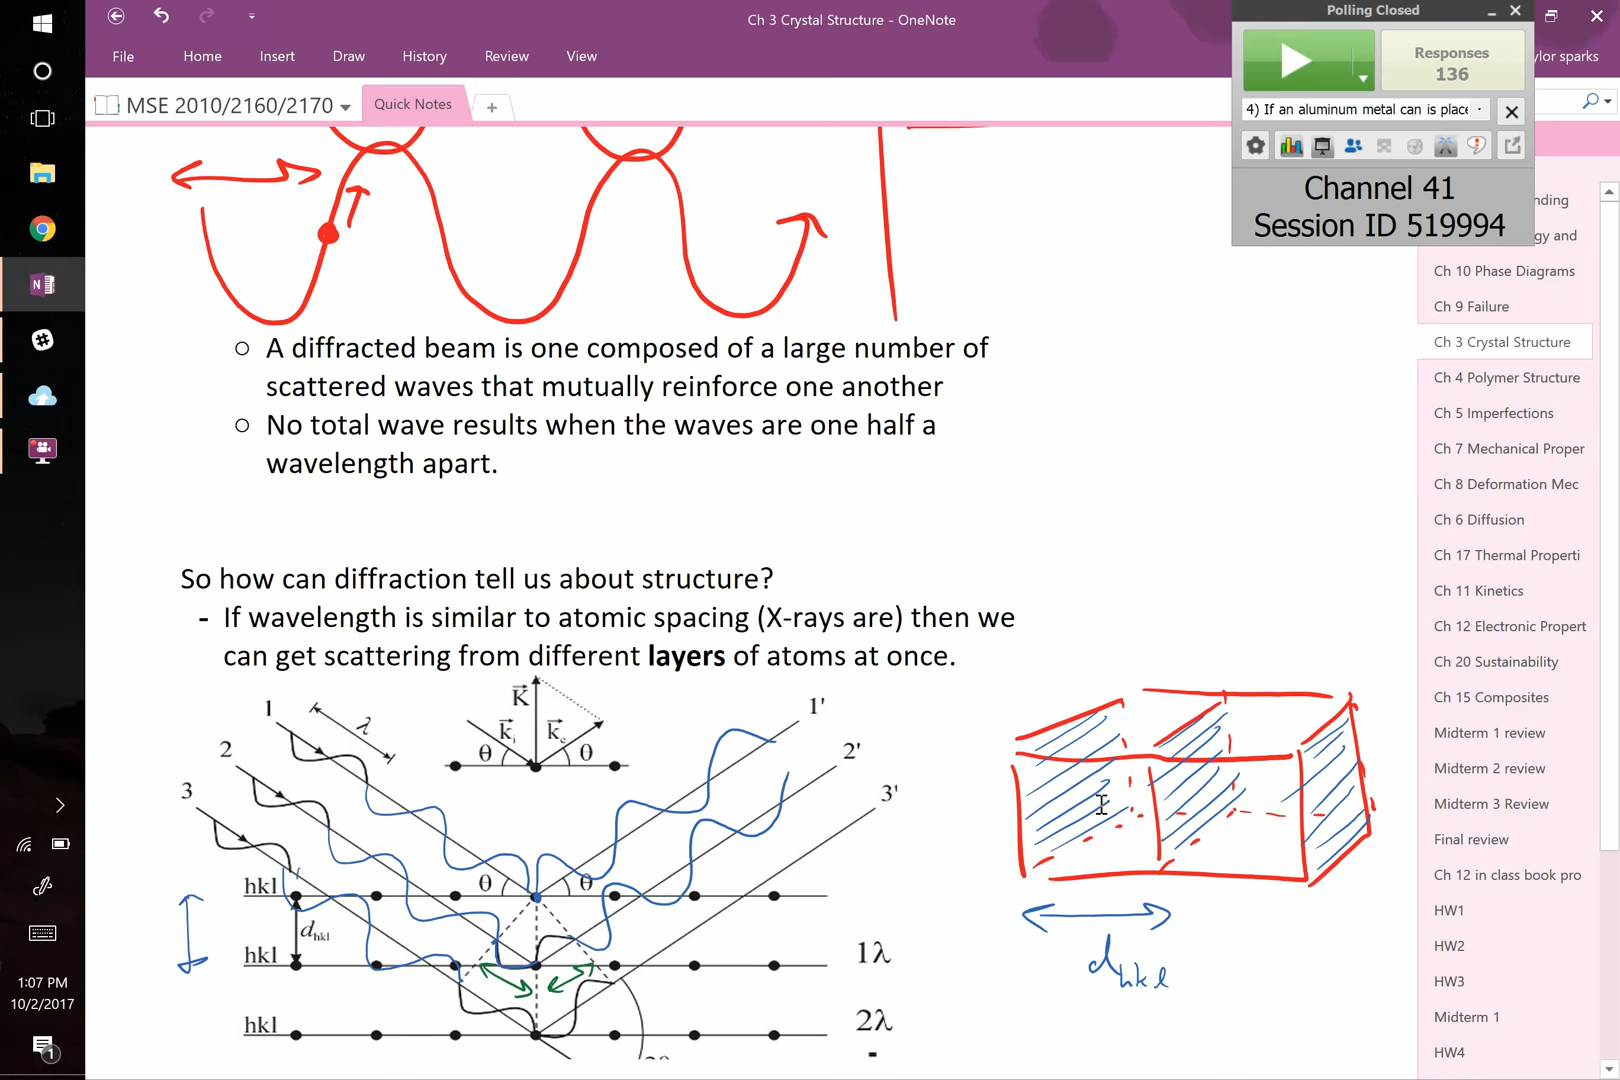 Ch 3 Crystal Structure - OneNote
Polling Closed
ylor sparks
File Home Insert Draw History Review View
Responses
136
MSE 2010/2160/2170
Quick Notes
4) If an aluminum metal can is place
Channel 41
Session ID 519994
nding
gy and
Ch 10 Phase Diagrams
Ch 9 Failure
Ch 3 Crystal Structure
Ch 4 Polymer Structure
Ch 5 Imperfections
Ch 7 Mechanical Proper
Ch 8 Deformation Mec
Ch 6 Diffusion
Ch 17 Thermal Properti
Ch 11 Kinetics
Ch 12 Electronic Propert
Ch 20 Sustainability
Ch 15 Composites
Midterm 1 review
Midterm 2 review
Midterm 3 Review
Final review
Ch 12 in class book pro
HW1
HW2
HW3
Midterm 1
HW4
A diffracted beam is one composed of a large number of
scattered waves that mutually reinforce one another
No total wave results when the waves are one half a
wavelength apart.
So how can diffraction tell us about structure?
- If wavelength is similar to atomic spacing (X-rays are) then we
can get scattering from different layers of atoms at once.
1
λ
K
1'
2
θ
k
i
k
e
θ
2'
3
3'
hkl
θ
θ
d hkl
hkl
1λ
hkl
2λ
d hkl
1:07 PM
10/2/2017
1